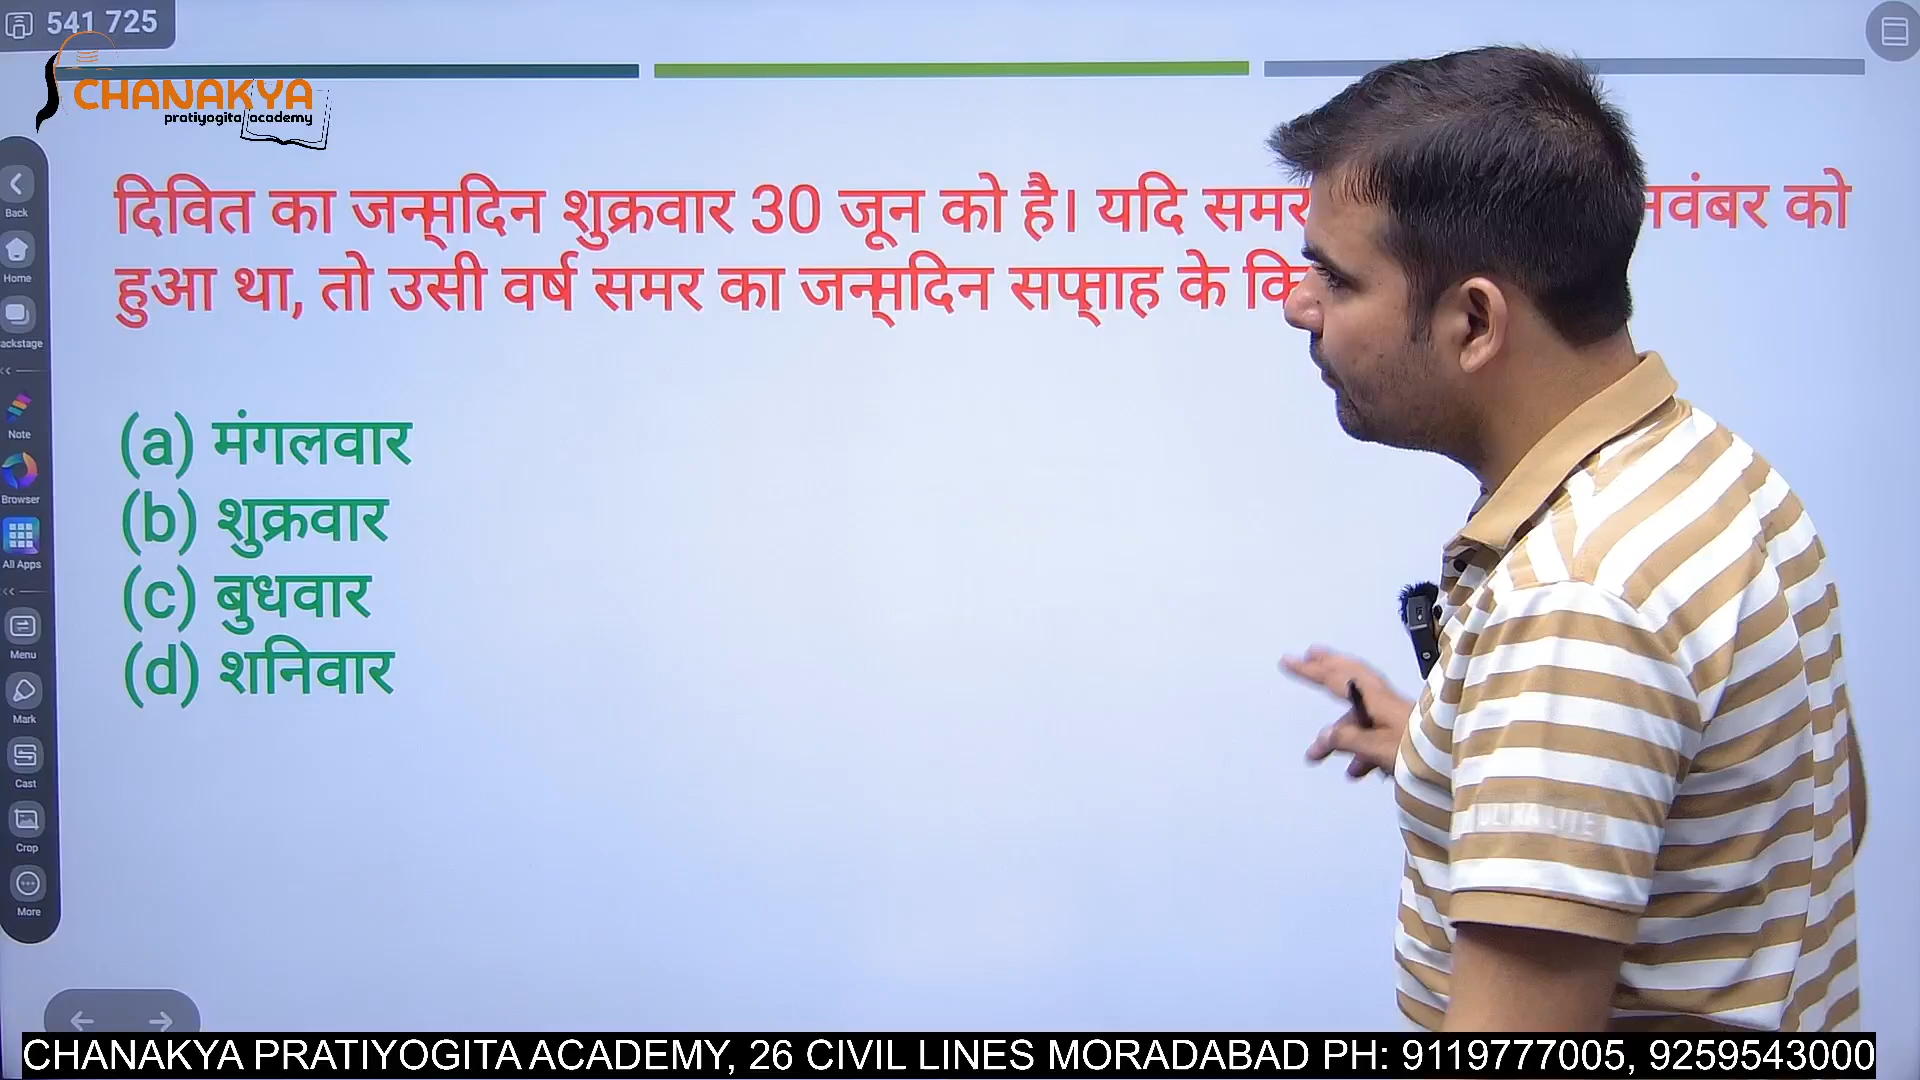 541 725
CHANAKYA
pratiyogita academy
दिवित का जन्मदिन शुक्रवार 30 जून को है। यदि समर नवंबर को
हुआ था, तो उसी वर्ष समर का जन्मदिन सप्ताह के
(a) मंगलवार
(b) शुक्रवार
(c) बुधवार
(d) शनिवार
Back
Home
ackstage
Note
Browser
All Apps
Menu
Mark
Cast
Crop
More
CHANAKYA PRATIYOGITA ACADEMY, 26 CIVIL LINES MORADABAD PH: 9119777005, 9259543000